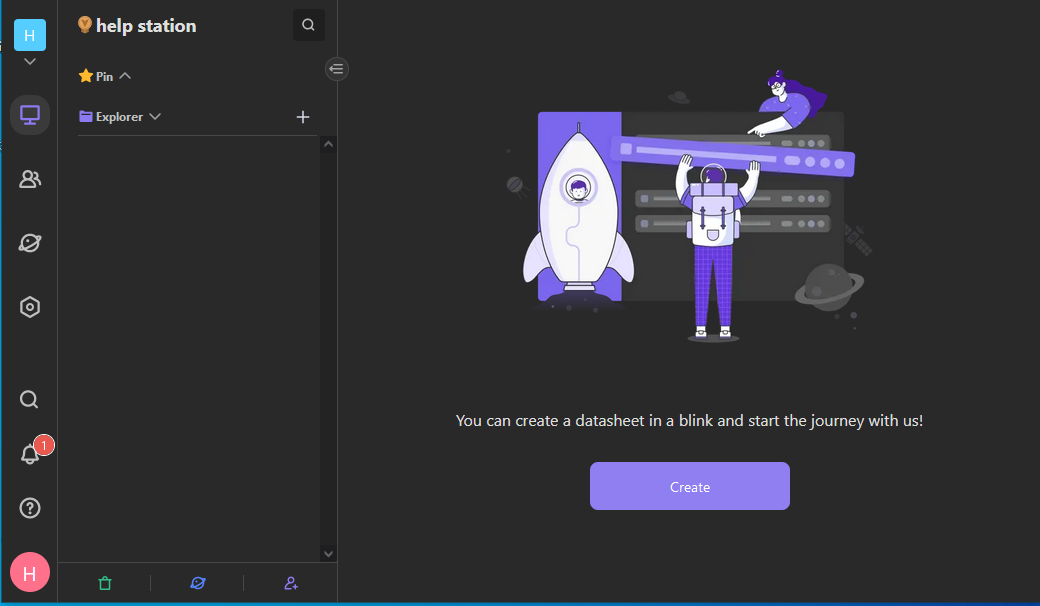 H
help station
Pin
Explorer
1
H
You can create a datasheet in a blink and start the journey with us!
Create